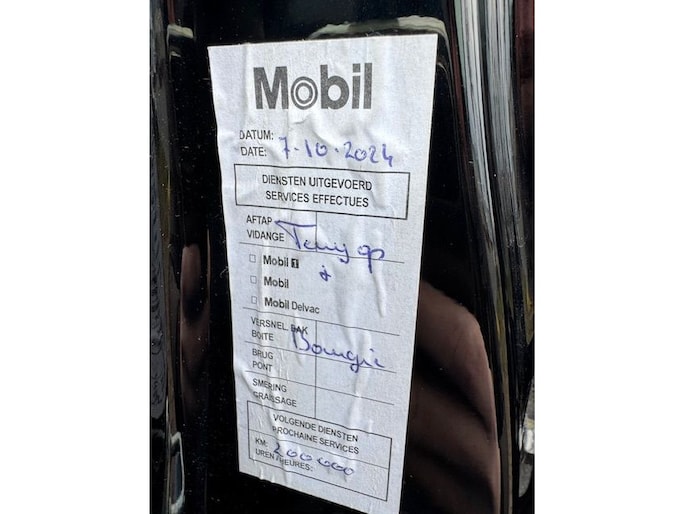 Mobil
DATUM:
DATE: 7-10-2024
DIENSTEN UITGEVOERD
SERVICES EFFECTUES
AFTAP
VIDANGE
Mobil 1
Mobil
Mobil Delvac
VERSNEL. BAK
BOITE
Bougie
BRUG
PONT
SMERING
GRAISSAGE
VOLGENDE DIENSTEN
PROCHAINE SERVICES
KM: 200000
UREN/HEURES: